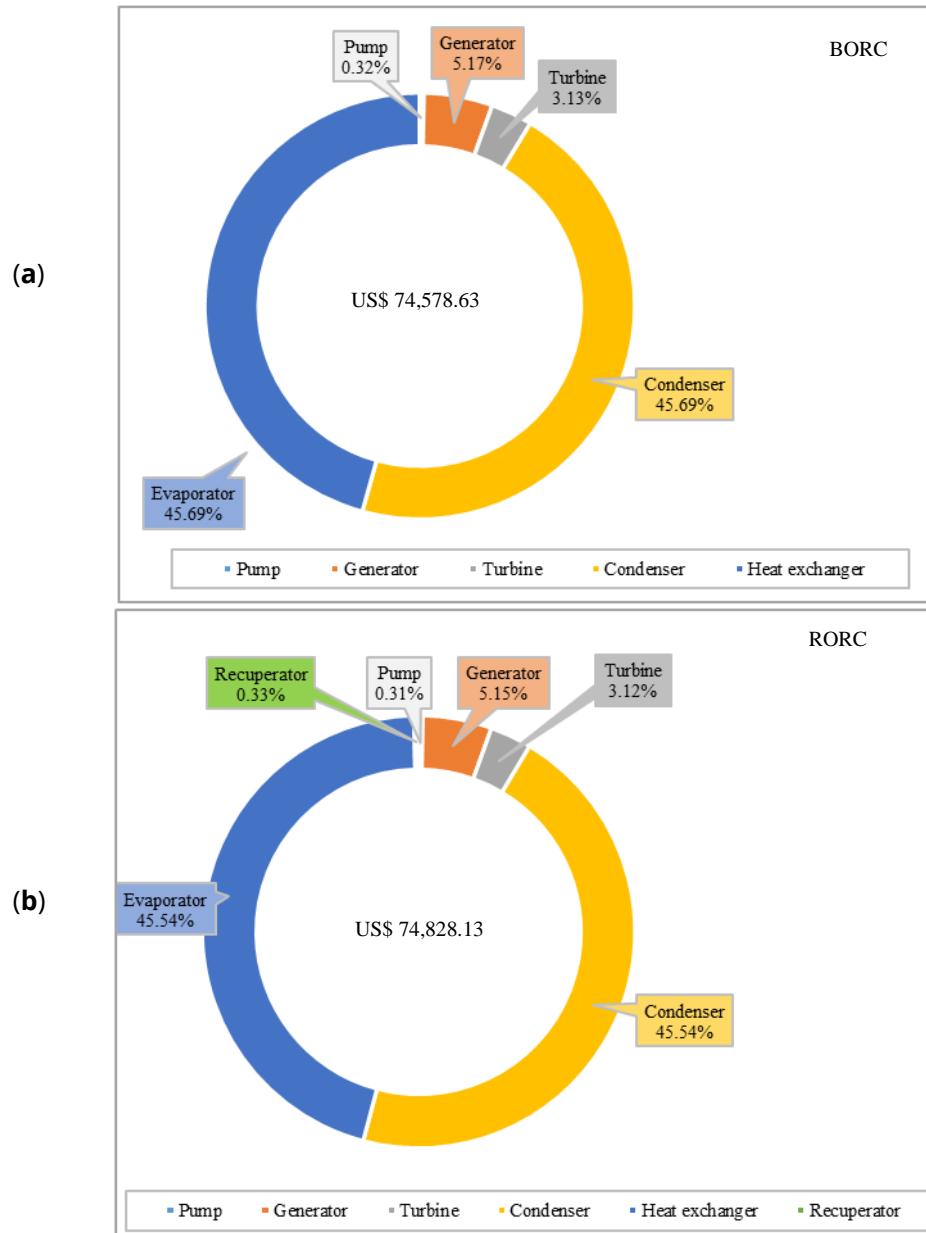 (a)
BORC
Pump
0.32%
Generator
5.17%
Turbine
3.13%
US$ 74,578.63
Condenser
45.69%
Evaporator
45.69%
Pump Generator Turbine Condenser Heat exchanger
(b)
RORC
Recuperator
0.33%
Pump
0.31%
Generator
5.15%
Turbine
3.12%
Evaporator
45.54%
US$ 74,828.13
Condenser
45.54%
Pump Generator Turbine Condenser Heat exchanger Recuperator